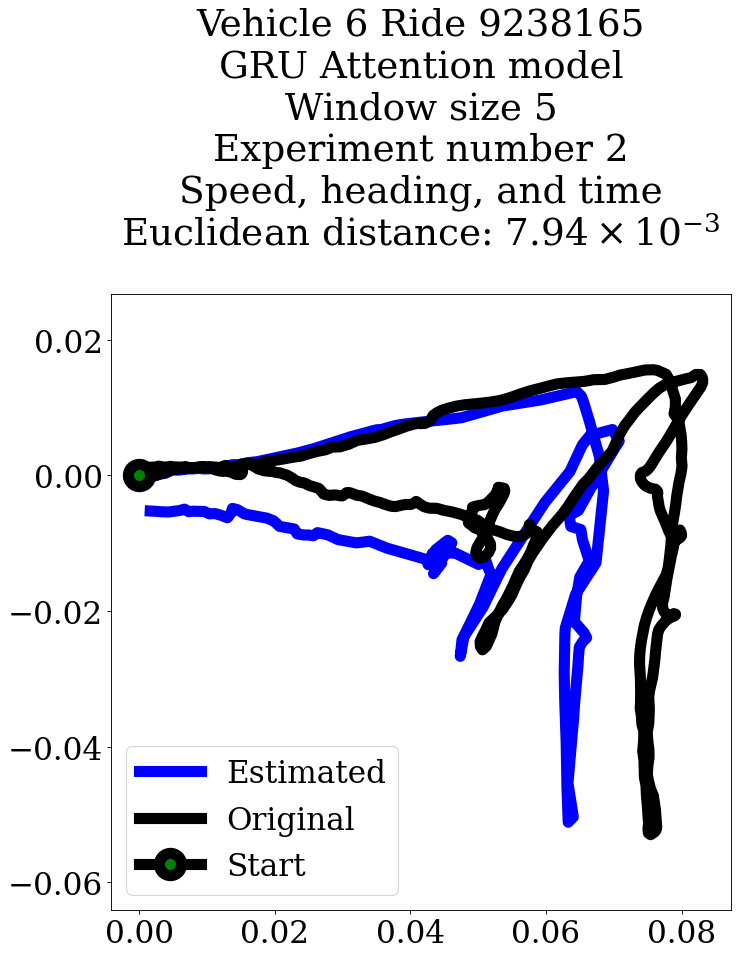 Vehicle 6 Ride 9238165
GRU Attention model
Window size 5
Experiment number 2
Speed, heading, and time
Euclidean distance: 7.94 × 10⁻³
0.02
0.00
−0.02
−0.04
−0.06
Estimated
Original
Start
0.00 0.02 0.04 0.06 0.08